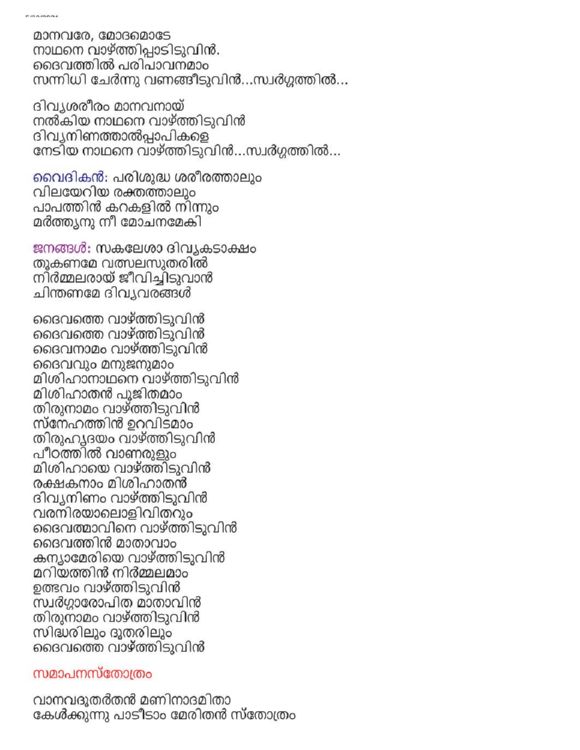 മാനവരേ, മോദമൊടേ
നാഥനെ വാഴ്ത്തിപ്പാടിടുവിൻ.
ദൈവത്തിൽ പരിപാവനമാം
സന്നിധി ചേർന്നു വണങ്ങീടുവിൻ...സ്വർഗ്ഗത്തിൽ...
ദിവ്യശരീരം മാനവനായ്
നൽകിയ നാഥനെ വാഴ്ത്തിടുവിൻ
ദിവ്യനിണത്താൽപ്പാപികളെ
നേടിയ നാഥനെ വാഴ്ത്തിടുവിൻ...സ്വർഗ്ഗത്തിൽ...
വൈദികൻ: പരിശുദ്ധ ശരീരത്താലും
വിലയേറിയ രക്തത്താലും
പാപത്തിൻ കറകളിൽ നിന്നും
മർത്ത്യനു നീ മോചനമേകി
ജനങ്ങൾ: സകലേശാ ദിവ്യകടാക്ഷം
തൂകണമേ വത്സലസുതരിൽ
നിർമ്മലരായ് ജീവിച്ചിടുവാൻ
ചിന്തണമേ ദിവ്യവരങ്ങൾ
ദൈവത്തെ വാഴ്ത്തിടുവിൻ
ദൈവത്തെ വാഴ്ത്തിടുവിൻ
ദൈവനാമം വാഴ്ത്തിടുവിൻ
ദൈവവും മനുജനുമാം
മിശിഹാനാഥനെ വാഴ്ത്തിടുവിൻ
മിശിഹാതൻ പൂജിതമാം
തിരുനാമം വാഴ്ത്തിടുവിൻ
സ്നേഹത്തിൻ ഉറവിടമാം
തിരുഹൃദയം വാഴ്ത്തിടുവിൻ
പീഠത്തിൽ വാണരുളും
മിശിഹായെ വാഴ്ത്തിടുവിൻ
രക്ഷകനാം മിശിഹാതൻ
ദിവ്യനിണം വാഴ്ത്തിടുവിൻ
വരനിരയാലൊളിവിതറും
ദൈവത്മാവിനെ വാഴ്ത്തിടുവിൻ
ദൈവത്തിൻ മാതാവാം
കന്യാമേരിയെ വാഴ്ത്തിടുവിൻ
മറിയത്തിൻ നിർമ്മലമാം
ഉത്ഭവം വാഴ്ത്തിടുവിൻ
സ്വർഗ്ഗാരോപിത മാതാവിൻ
തിരുനാമം വാഴ്ത്തിടുവിൻ
സിദ്ധരിലും ദൂതരിലും
ദൈവത്തെ വാഴ്ത്തിടുവിൻ
സമാപനസ്തോത്രം
വാനവദൂതർതൻ മണിനാദമിതാ
കേൾക്കുന്നു പാടീടാം മേരിതൻ സ്തോത്രം